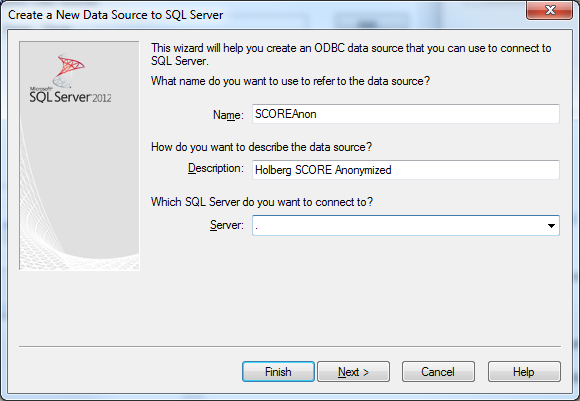 Create a New Data Source to SQL Server
Microsoft
SQL Server 2012
This wizard will help you create an ODBC data source that you can use to connect to
SQL Server.
What name do you want to use to refer to the data source?
Name: SCOREAnon
How do you want to describe the data source?
Description: Holberg SCORE Anonymized
Which SQL Server do you want to connect to?
Server: .
Finish Next > Cancel Help